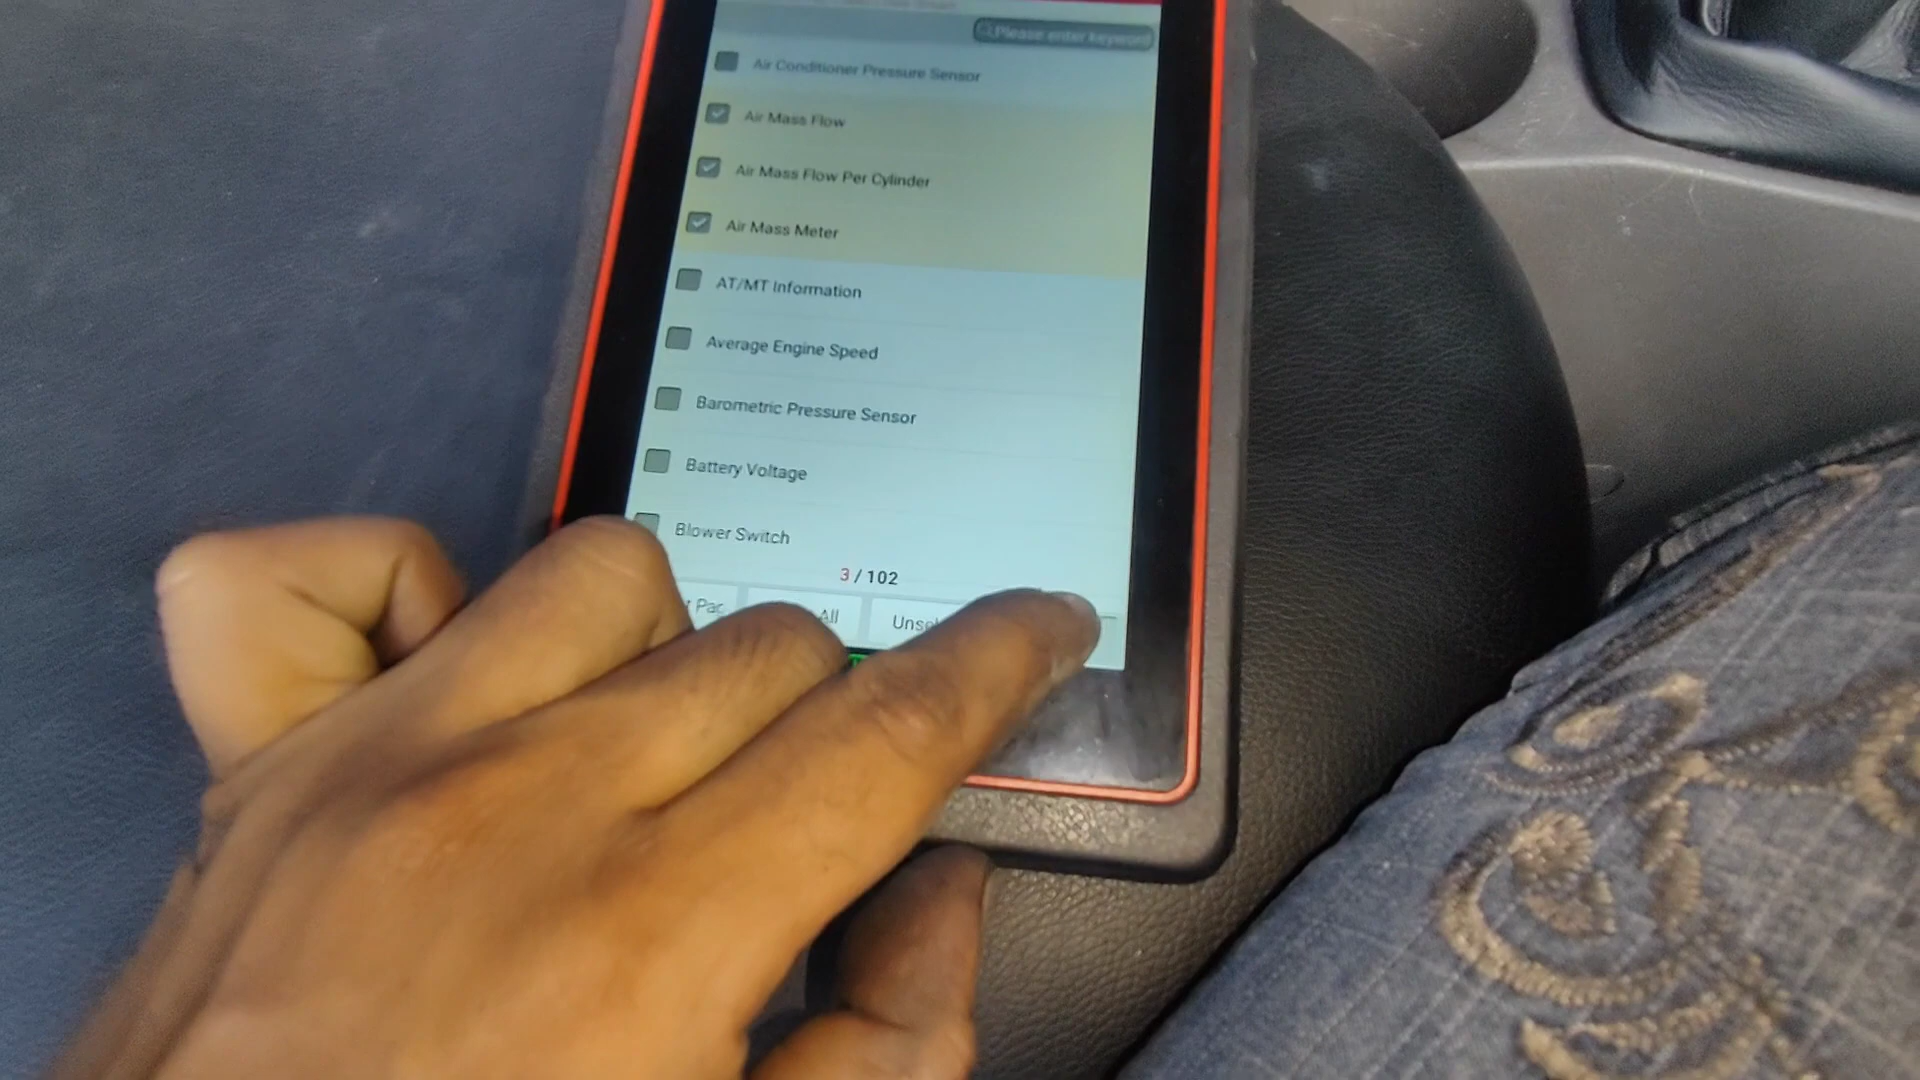 Please enter keyword
Air Conditioner Pressure Sensor
Air Mass Flow
Air Mass Flow Per Cylinder
Air Mass Meter
AT/MT Information
Average Engine Speed
Barometric Pressure Sensor
Battery Voltage
Blower Switch
3 / 102
All